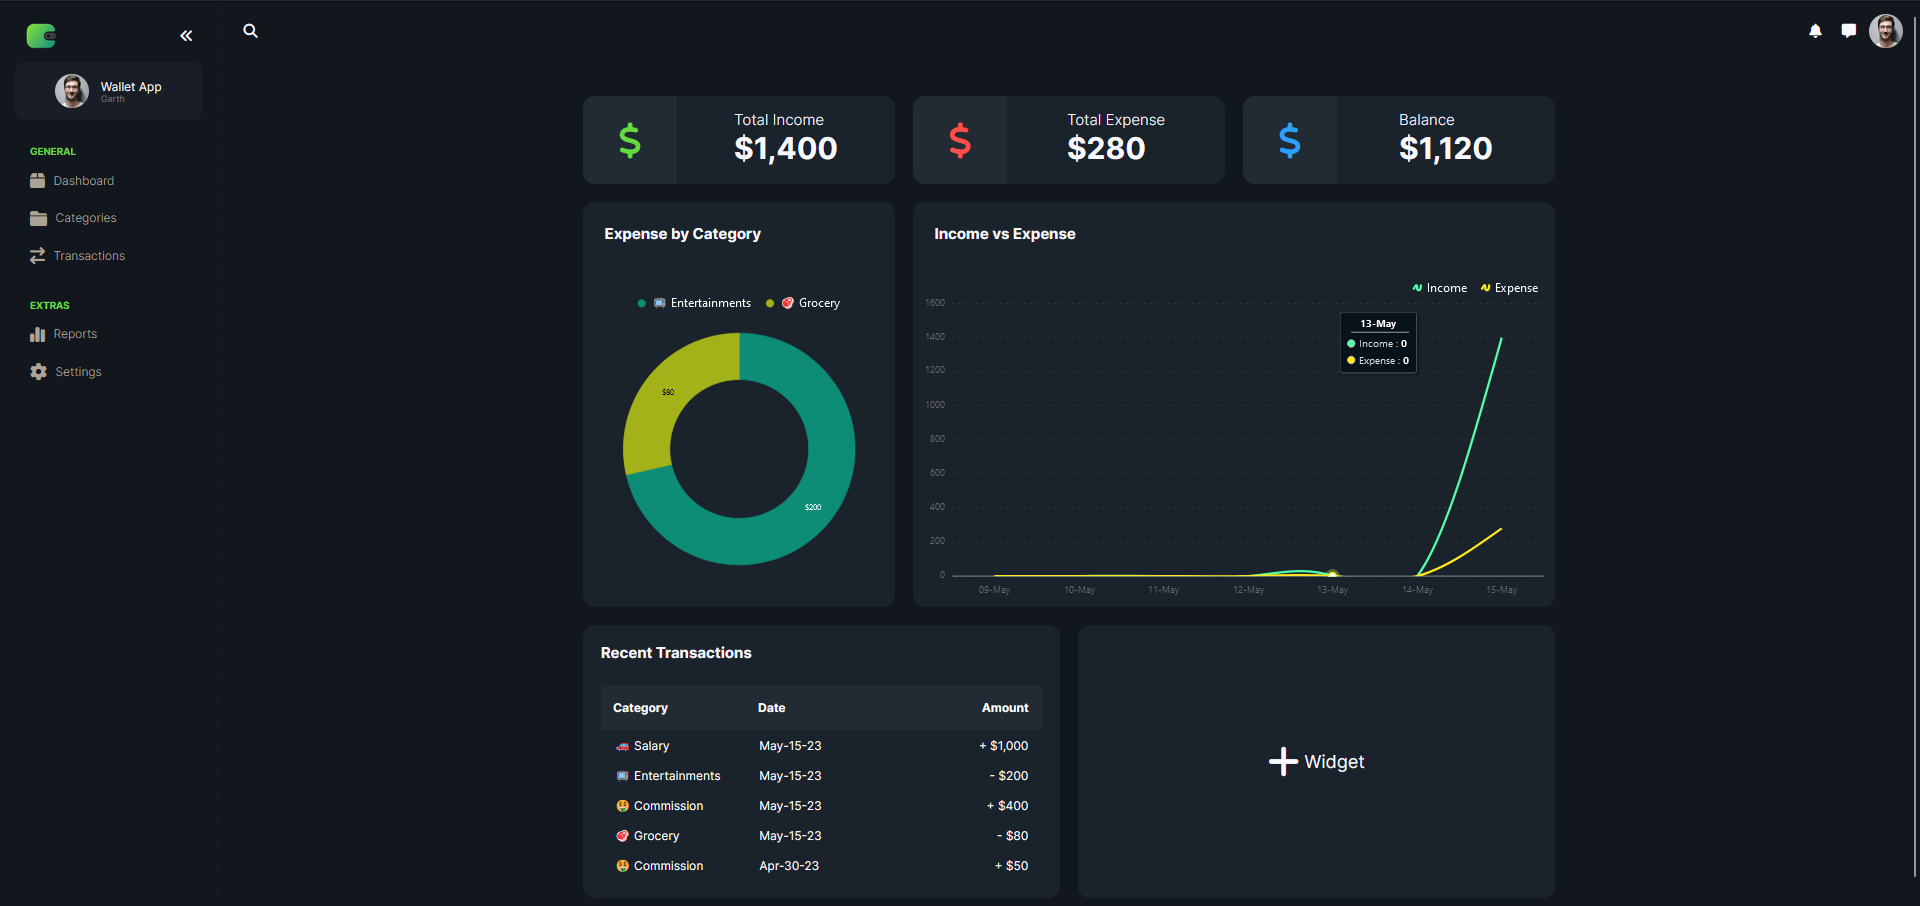 Wallet App
Garth
GENERAL
Dashboard
Categories
Transactions
EXTRAS
Reports
Settings
Total Income
$1,400
Total Expense
$280
Balance
$1,120
Expense by Category
Entertainments Grocery
$80
$200
Income vs Expense
Income Expense
1600
1400
1200
1000
800
600
400
200
0
13-May
Income : 0
Expense : 0
09-May 10-May 11-May 12-May 13-May 14-May 15-May
Recent Transactions
Category Date Amount
Salary May-15-23 + $1,000
Entertainments May-15-23 - $200
Commission May-15-23 + $400
Grocery May-15-23 - $80
Commission Apr-30-23 + $50
Widget